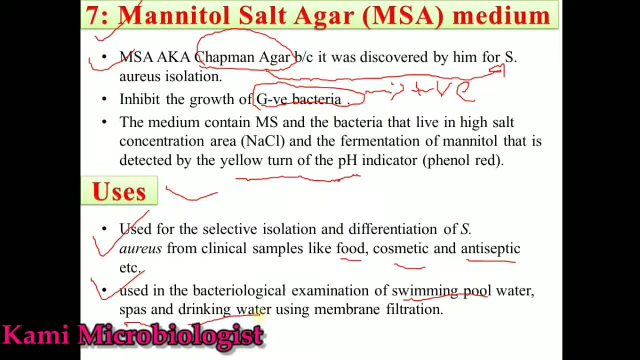 7: Mannitol Salt Agar (MSA) medium
• MSA AKA Chapman Agar b/c it was discovered by him for S.
aureus isolation.
• Inhibit the growth of G-ve bacteria . +ve
• The medium contain MS and the bacteria that live in high salt
concentration area (NaCl) and the fermentation of mannitol that is
detected by the yellow turn of the pH indicator (phenol red).
Uses
• Used for the selective isolation and differentiation of S.
aureus from clinical samples like food, cosmetic and antiseptic
etc.
• used in the bacteriological examination of swimming pool water,
spas and drinking water using membrane filtration.
Kami Microbiologist